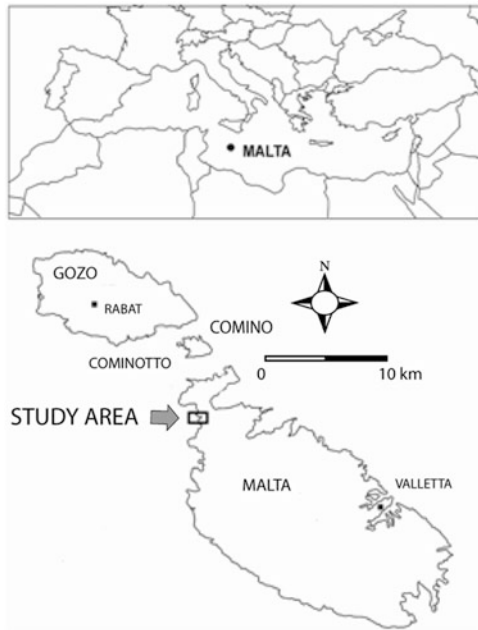 MALTA
GOZO
RABAT
N
COMINO
COMINOTTO
0 10 km
STUDY AREA
MALTA
VALLETTA